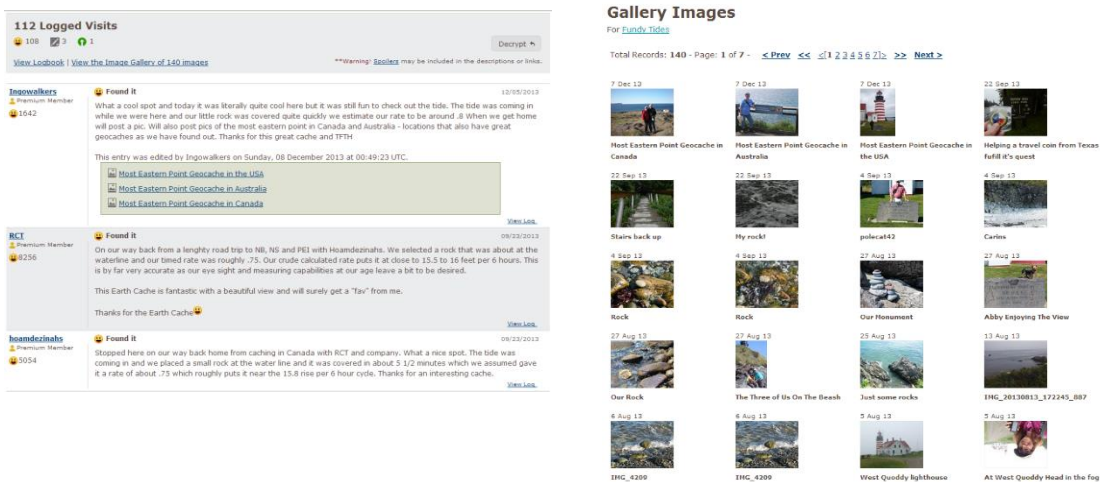 112 Logged Visits
108 3 1
Decrypt
View Logbook | View the Image Gallery of 140 images
**Warning! Spoilers may be included in the descriptions or links.
Ingowalkers
Premium Member
1642
Found it
12/05/2013
What a cool spot and today it was literally quite cool here but it was still fun to check out the tide. The tide was coming in
while we were here and our little rock was covered quite quickly we estimate our rate to be around .8 When we get home
will post a pic. Will also post pics of the most eastern point in Canada and Australia - locations that also have great
geocaches as we have found out. Thanks for this great cache and TFTH
This entry was edited by Ingowalkers on Sunday, 08 December 2013 at 00:49:23 UTC.
Most Eastern Point Geocache in the USA
Most Eastern Point Geocache in Australia
Most Eastern Point Geocache in Canada
View Log
RCT
Premium Member
8256
Found it
09/23/2013
On our way back from a lenghty road trip to NB, NS and PEI with Hoamdezinahs. We selected a rock that was about at the
waterline and our timed rate was roughly .75. Our crude calculated rate puts it at close to 15.5 to 16 feet per 6 hours. This
is by far very accurate as our eye sight and measuring capabilities at our age leave a bit to be desired.
This Earth Cache is fantastic with a beautiful view and will surely get a "fav" from me.
Thanks for the Earth Cache
View Log
hoamdezinahs
Premium Member
5054
Found it
09/23/2013
Stopped here on our way back home from caching in Canada with RCT and company. What a nice spot. The tide was
coming in and we placed a small rock at the water line and it was covered in about 5 1/2 minutes which we assumed gave
it a rate of about .75 which roughly puts it near the 15.8 rise per 6 hour cycle. Thanks for an interesting cache.
View Log
Gallery Images
For Fundy Tides
Total Records: 140 - Page: 1 of 7 - < Prev << <[1 2 3 4 5 6 7]> >> Next >
7 Dec 13 7 Dec 13 7 Dec 13 22 Sep 13
Most Eastern Point Geocache in Canada
Most Eastern Point Geocache in Australia
Most Eastern Point Geocache in the USA
Helping a travel coin from Texas fufill it's quest
22 Sep 13 22 Sep 13 4 Sep 13 4 Sep 13
Stairs back up My rock! polecat42 Carins
4 Sep 13 4 Sep 13 27 Aug 13 27 Aug 13
Rock Rock Our Monument Abby Enjoying The View
27 Aug 13 27 Aug 13 25 Aug 13 13 Aug 13
Our Rock The Three of Us On The Beash Just some rocks IMG_20130813_172245_087
6 Aug 13 6 Aug 13 5 Aug 13 5 Aug 13
IMG_4209 IMG_4209 West Quoddy lighthouse At West Quoddy Head in the fog